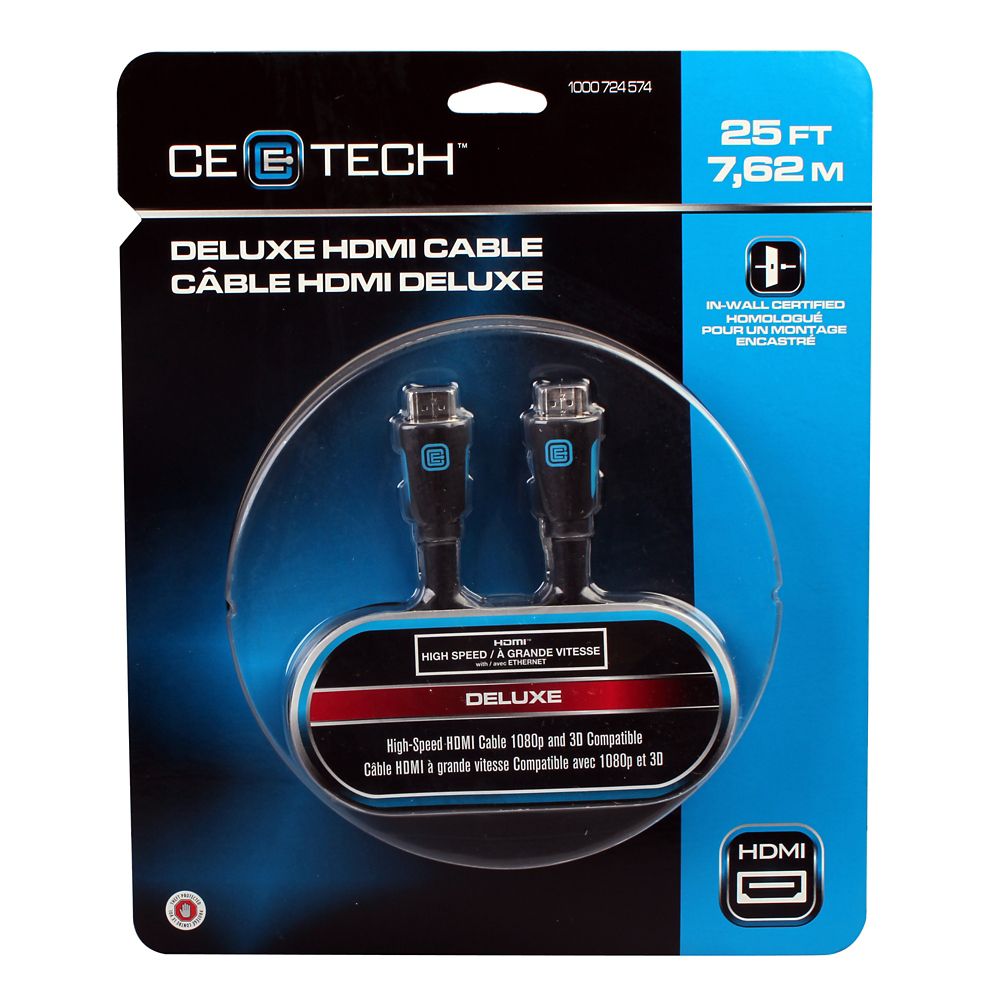 1000 724 574
CE TECH™
25 FT
7,62 M
DELUXE HDMI CABLE
CÂBLE HDMI DELUXE
IN-WALL CERTIFIED
HOMOLOGUÉ
POUR UN MONTAGE
ENCASTRÉ
HDMI™
HIGH SPEED / À GRANDE VITESSE
with / avec ETHERNET
DELUXE
High-Speed HDMI Cable 1080p and 3D Compatible
Câble HDMI à grande vitesse Compatible avec 1080p et 3D
HDMI
THEFT PROTECTED